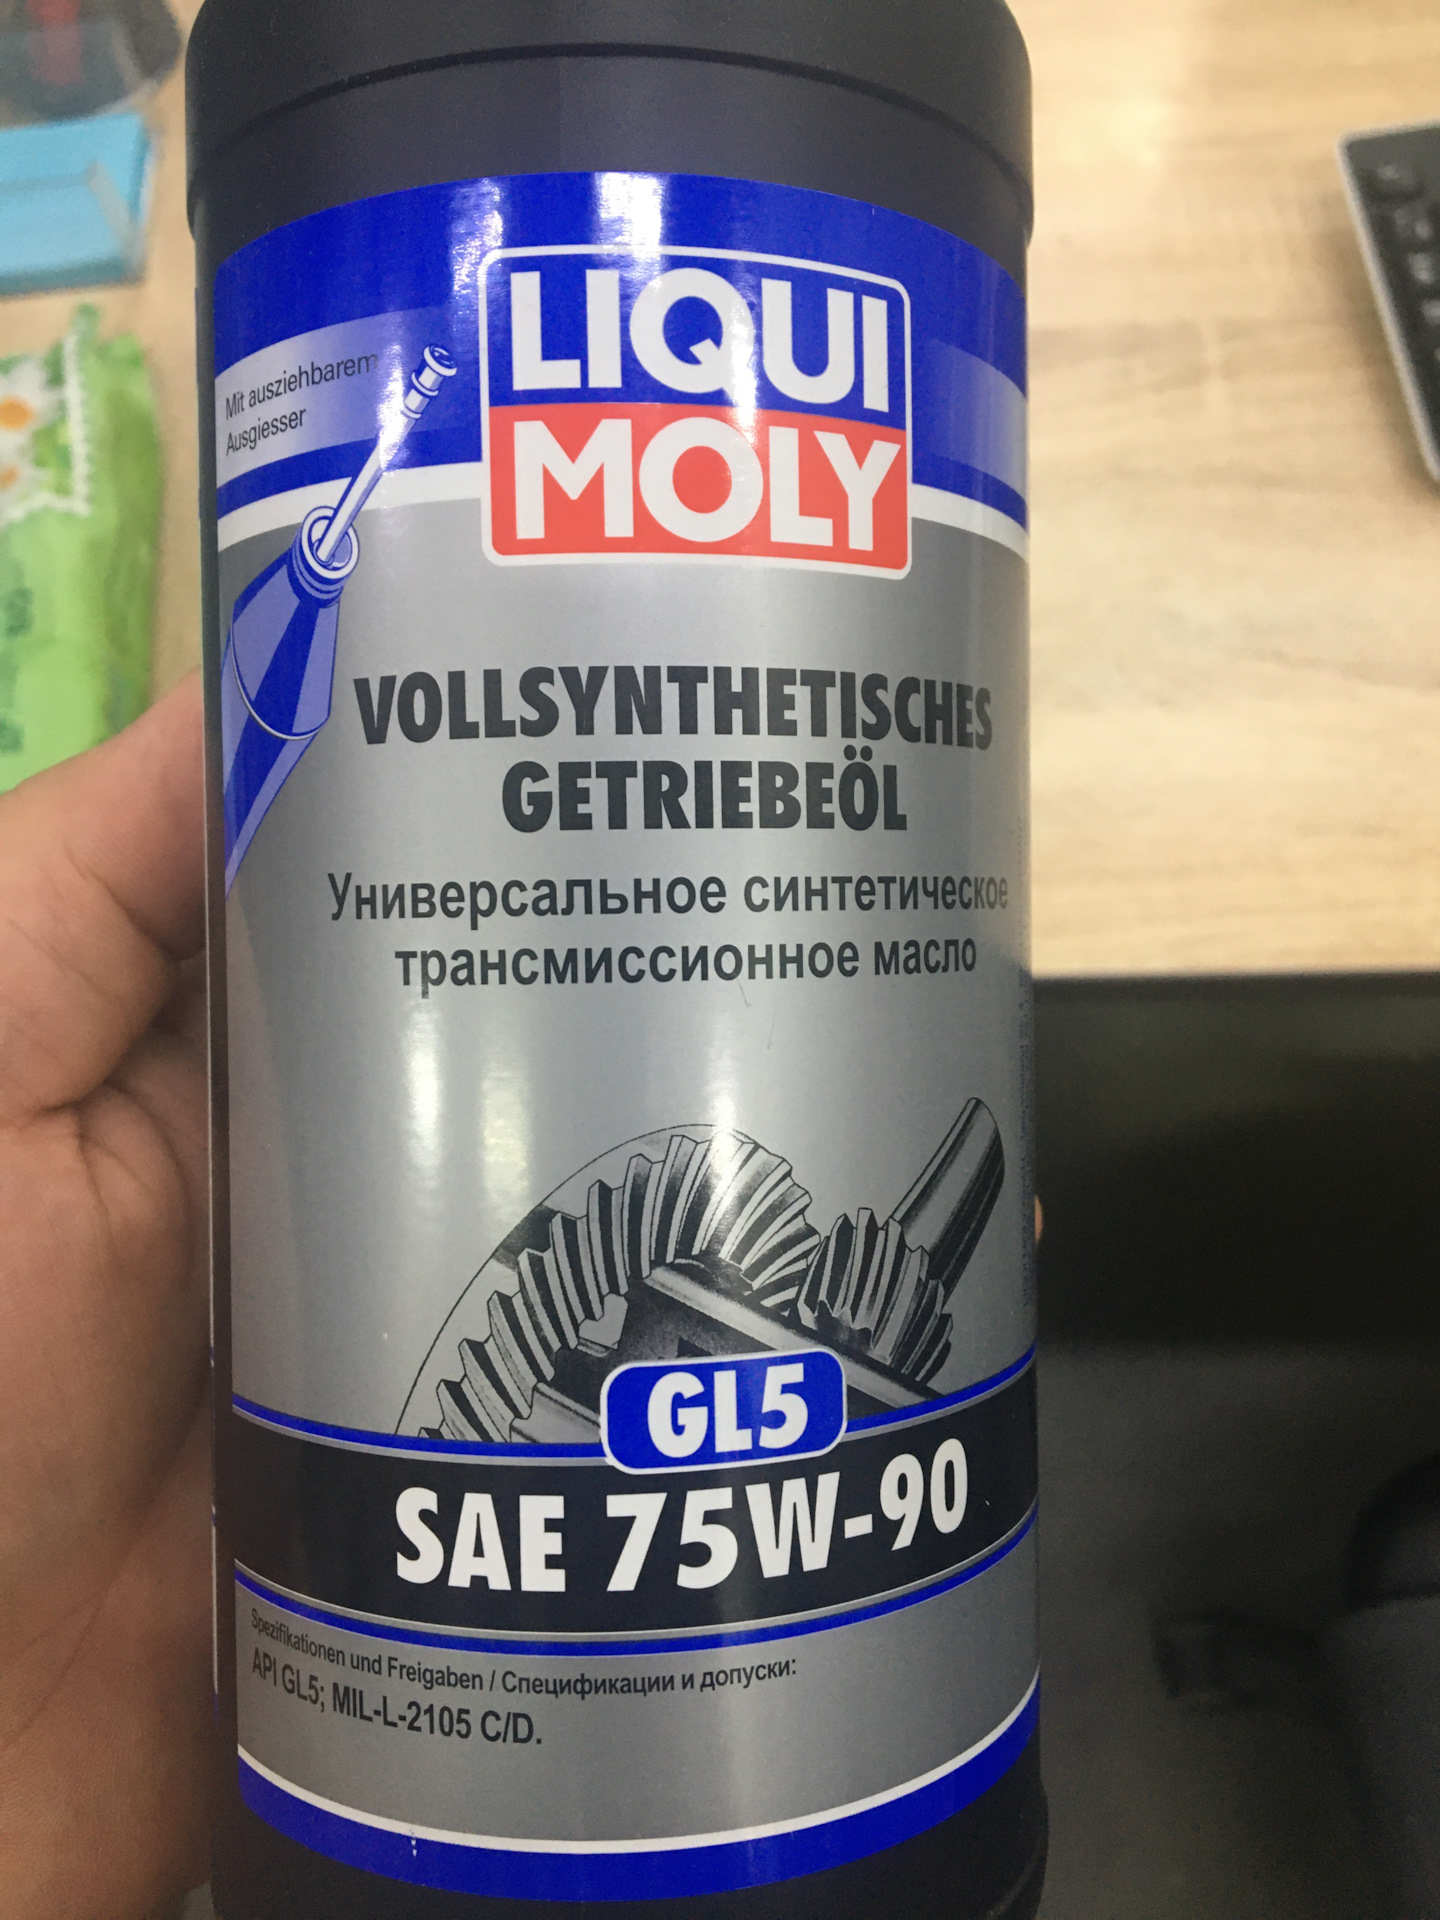 Mit ausziehbarem
Ausgiesser
LIQUI
MOLY
VOLLSYNTHETISCHES
GETRIEBEÖL
Универсальное синтетическое
трансмиссионное масло
GL5
SAE 75W-90
Spezifikationen und Freigaben / Спецификации и допуски:
API GL5; MIL-L-2105 C/D.